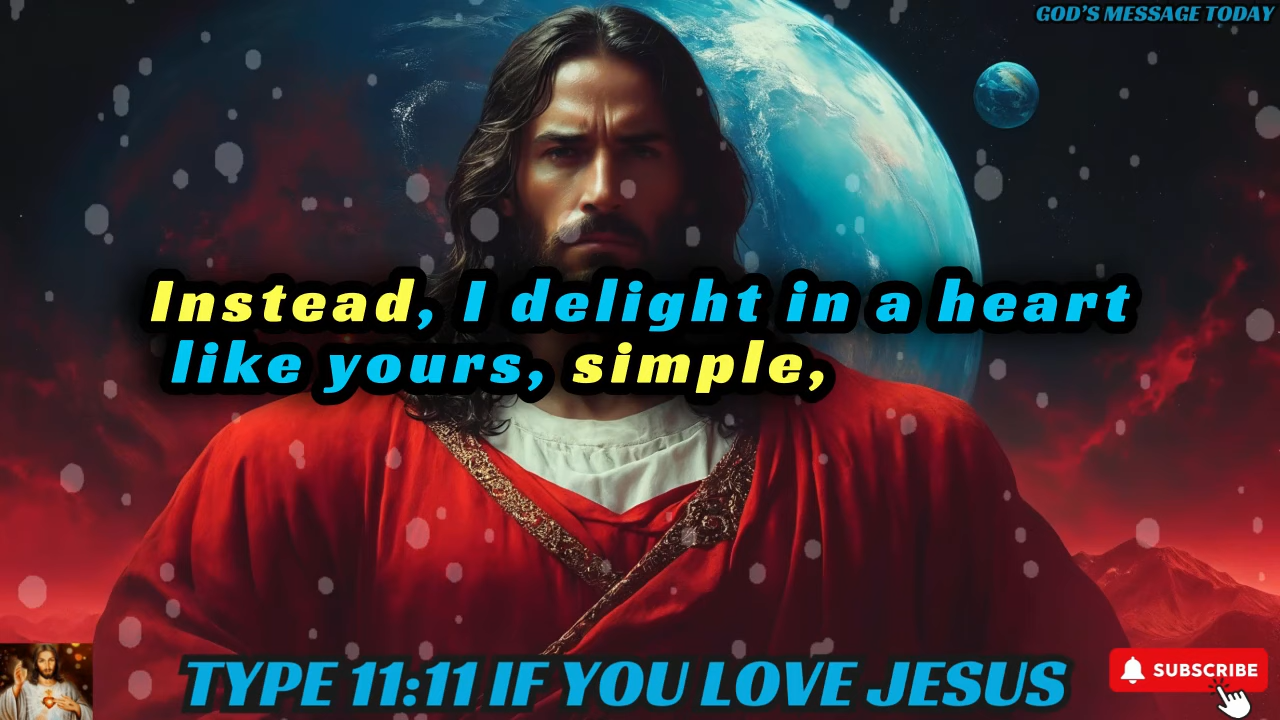 GOD'S MESSAGE TODAY
Instead, I delight in a heart
like yours, simple,
TYPE 11:11 IF YOU LOVE JESUS
SUBSCRIBE